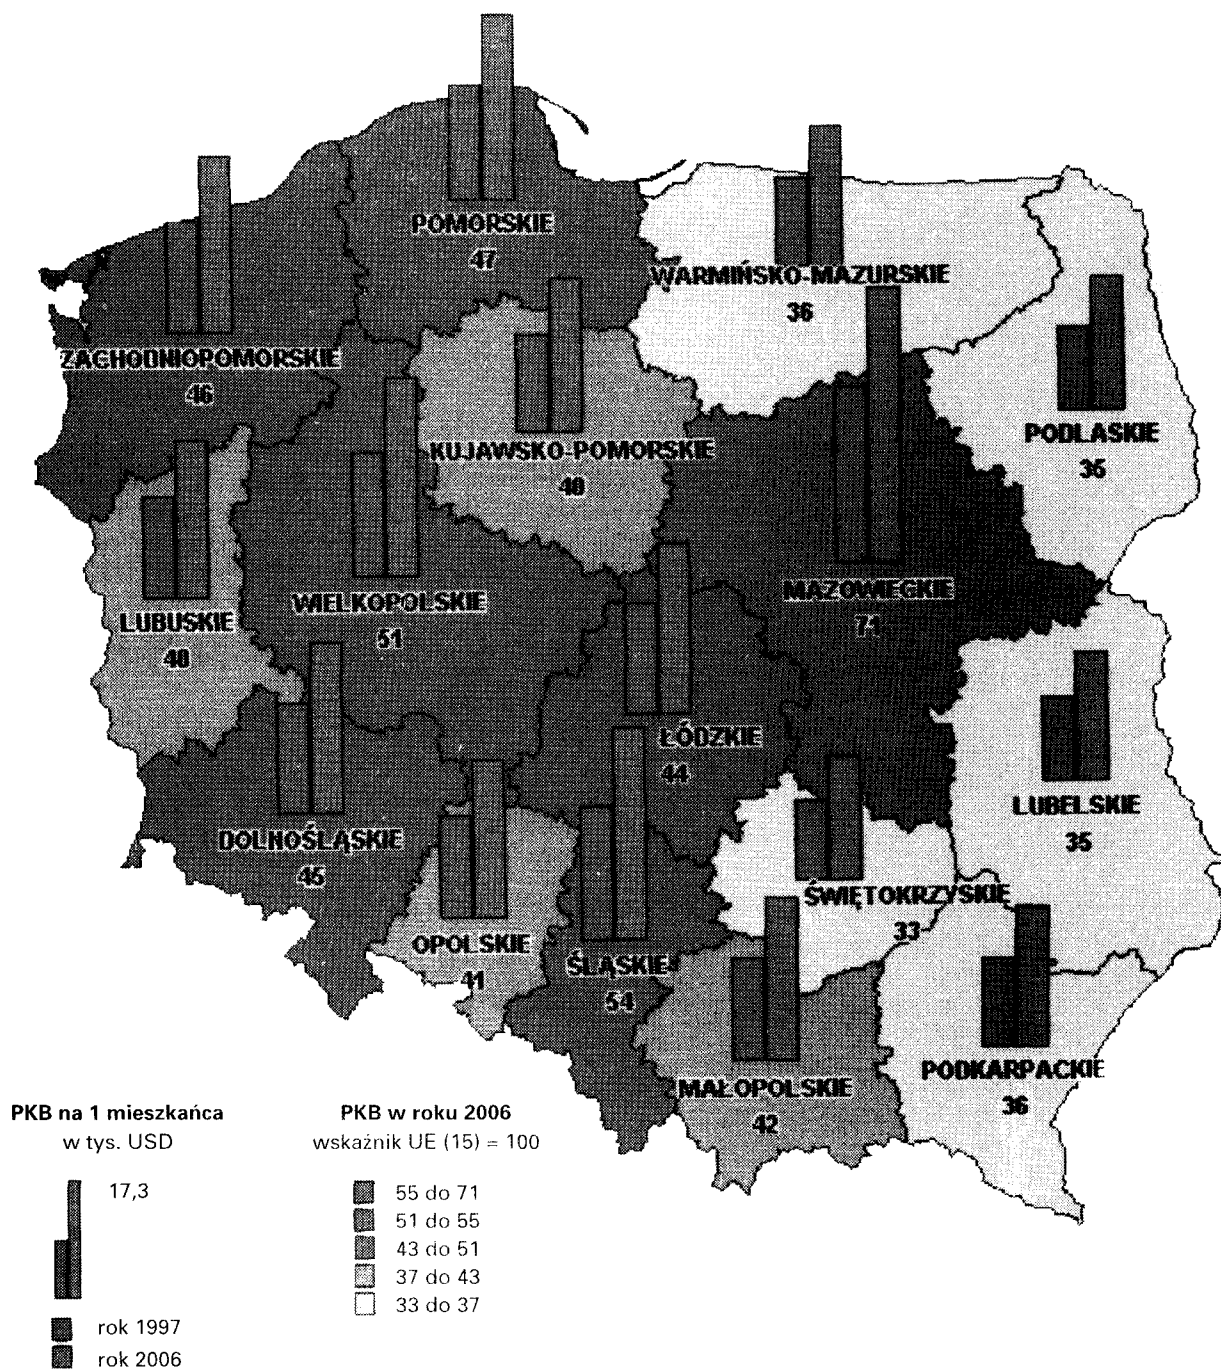 POMORSKIE
47
WARMIŃSKO-MAZURSKIE
36
ZACHODNIOPOMORSKIE
46
KUJAWSKO-POMORSKIE
40
PODLASKIE
35
LUBUSKIE
40
WIELKOPOLSKIE
51
MAZOWIECKIE
71
ŁÓDZKIE
44
LUBELSKIE
35
DOLNOŚLĄSKIE
45
OPOLSKIE
41
ŚLĄSKIE
54
ŚWIĘTOKRZYSKIE
33
MAŁOPOLSKIE
42
PODKARPACKIE
36
PKB na 1 mieszkańca
w tys. USD
17,3
rok 1997
rok 2006
PKB w roku 2006
wskaźnik UE (15) = 100
55 do 71
51 do 55
43 do 51
37 do 43
33 do 37